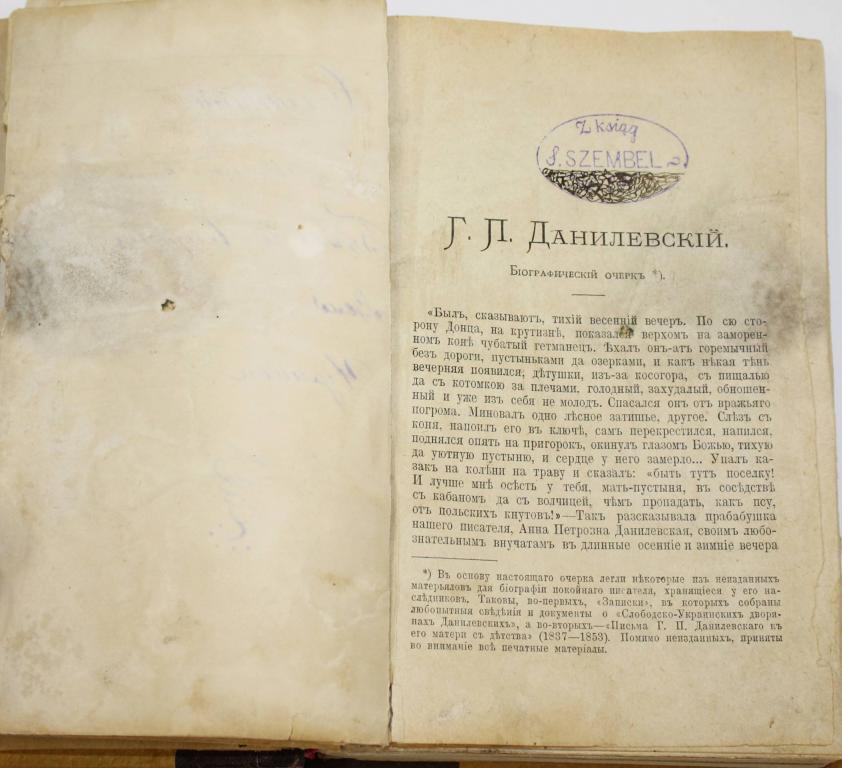 Z ksiąg
SZEMBEL
Г. П. Данилевскій.
Біографическій очеркъ *).
«Былъ, сказываютъ, тихій весенній вечеръ. По сю сто-
рону Донца, на крутизнѣ, показался верхомъ на заморен-
номъ конѣ чубатый гетманецъ. Ѣхалъ онъ-атъ горемычный
безъ дороги, пустыньками да озерками, и какъ нѣкая тѣнь
вечерняя появился; дѣтушки, изъ-за косогора, съ пищалью
да съ котомкою за плечами, голодный, захудалый, обношен-
ный и уже изъ себя не молодъ. Спасался онъ отъ вражьяго
погрома. Миновалъ одно лѣсное затишье, другое. Слѣзъ съ
коня, напоилъ его въ ключѣ, самъ перекрестился, напился,
поднялся опять на пригорокъ, окинулъ глазомъ Божью, тихую
да уютную пустыню, и сердце у него замерло... Упалъ ка-
закъ на колѣни на траву и сказалъ: «быть тутъ поселку!
И лучше мнѣ осѣсть у тебя, мать-пустыня, въ сосѣдствѣ
съ кабаномъ да съ волчицей, чѣмъ пропадать, какъ псу,
отъ польскихъ кнутовъ!»—Такъ разсказывала прабабушка
нашего писателя, Анна Петровна Данилевская, своимъ любо-
знательнымъ внучатамъ въ длинные осенніе и зимніе вечера
*) Въ основу настоящаго очерка легли нѣкоторые изъ неизданныхъ
матерьяловъ для біографіи покойнаго писателя, хранящіеся у его на-
слѣдниковъ. Таковы, во-первыхъ, «Записки», въ которыхъ собраны
любопытныя свѣдѣнія и документы о «Слободско-Украинскихъ дворя-
нахъ Данилевскихъ», а во-вторыхъ—«Письма Г. П. Данилевскаго къ
его матери съ дѣтства» (1837—1853). Помимо неизданныхъ, приняты
во вниманіе всѣ печатные матеріалы.